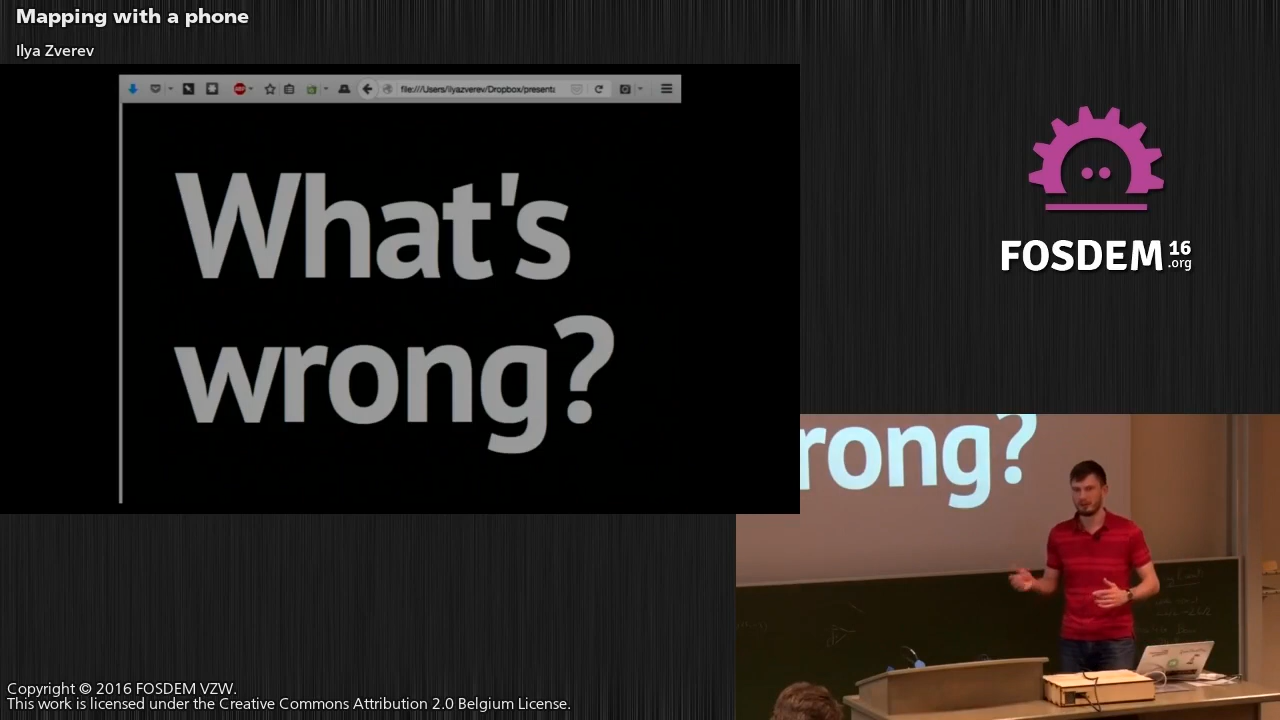 Mapping with a phone
Ilya Zverev
file:///Users/ilyazverev/Dropbox/present
What's
wrong?
FOSDEM 16
.org
rong?
Copyright © 2016 FOSDEM VZW.
This work is licensed under the Creative Commons Attribution 2.0 Belgium License.